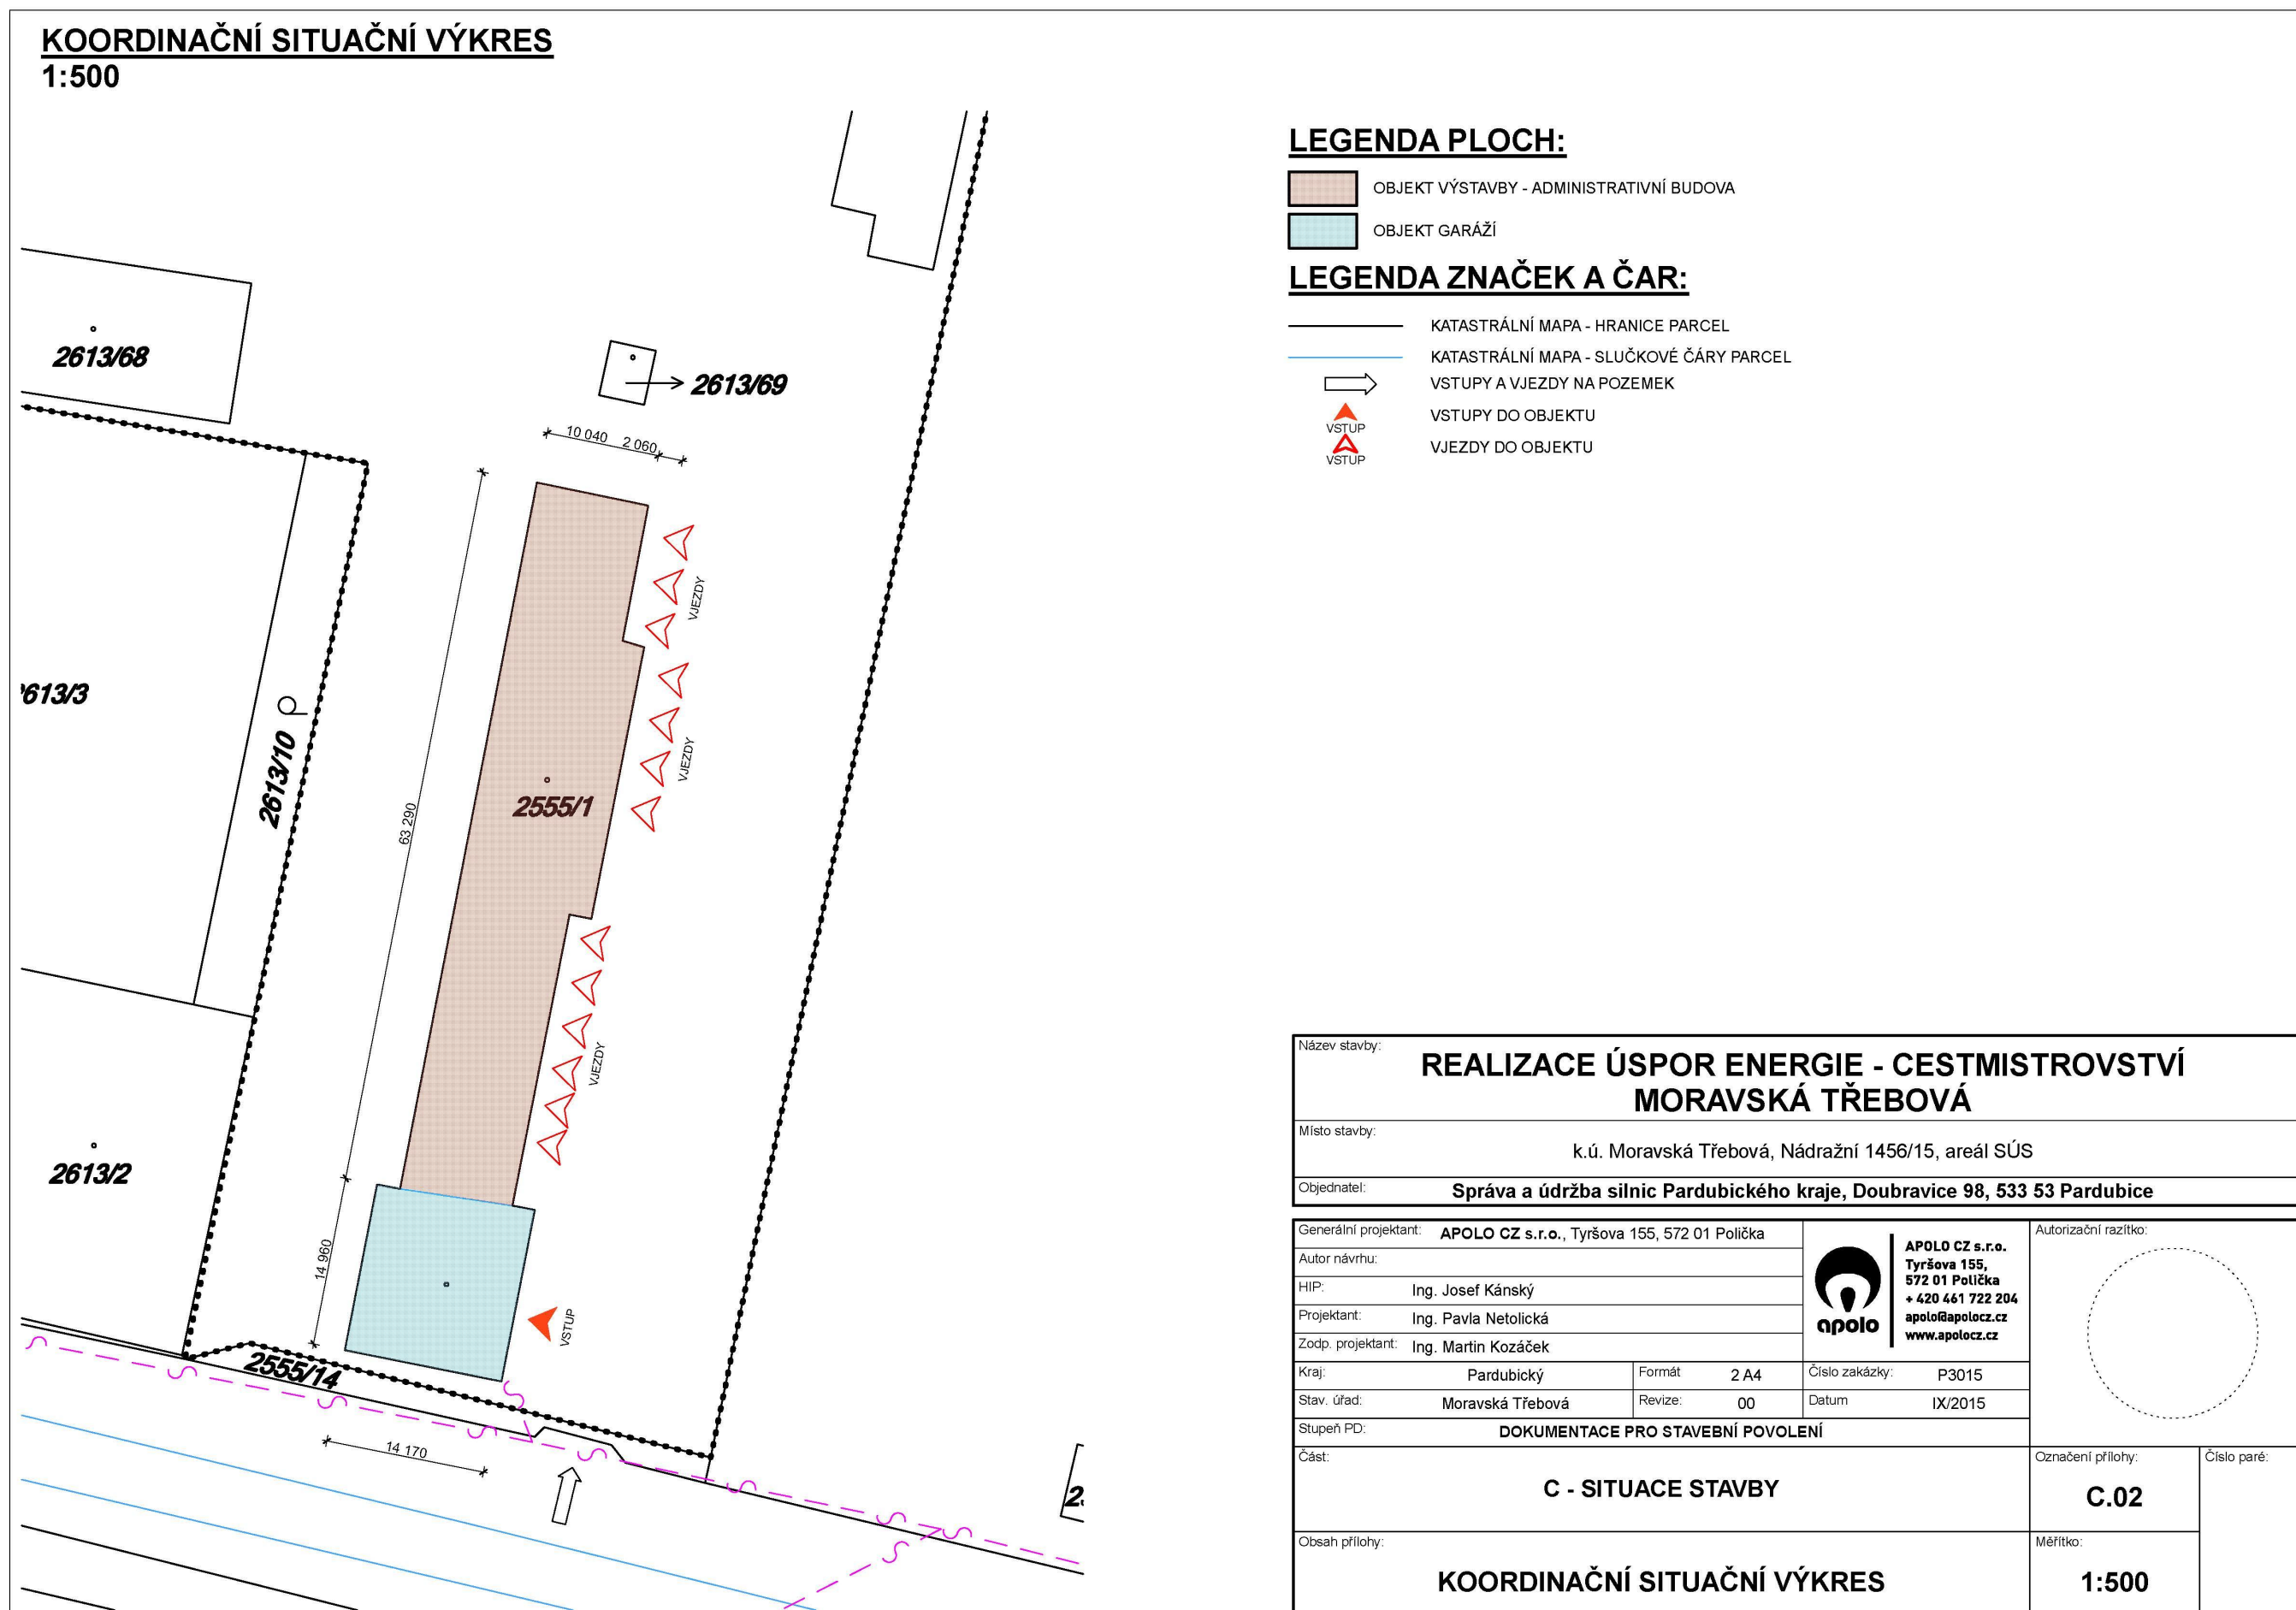 KOORDINAČNÍ SITUAČNÍ VÝKRES
1:500
2613/68
2613/69
10 040
2 060
613/3
2613/10
63 290
2555/1
VJEZDY
VJEZDY
VJEZDY
2613/2
14 960
VSTUP
2555/14
14 170
LEGENDA PLOCH:
OBJEKT VÝSTAVBY - ADMINISTRATIVNÍ BUDOVA
OBJEKT GARÁŽÍ
LEGENDA ZNAČEK A ČAR:
KATASTRÁLNÍ MAPA - HRANICE PARCEL
KATASTRÁLNÍ MAPA - SLUČKOVÉ ČÁRY PARCEL
VSTUPY A VJEZDY NA POZEMEK
VSTUP
VSTUPY DO OBJEKTU
VSTUP
VJEZDY DO OBJEKTU
Název stavby:
REALIZACE ÚSPOR ENERGIE - CESTMISTROVSTVÍ
MORAVSKÁ TŘEBOVÁ
Místo stavby:
k.ú. Moravská Třebová, Nádražní 1456/15, areál SÚS
Objednatel: Správa a údržba silnic Pardubického kraje, Doubravice 98, 533 53 Pardubice
Generální projektant: APOLO CZ s.r.o., Tyršova 155, 572 01 Polička
Autor návrhu:
HIP: Ing. Josef Kánský
Projektant: Ing. Pavla Netolická
Zodp. projektant: Ing. Martin Kozáček
apolo
APOLO CZ s.r.o.
Tyršova 155,
572 01 Polička
+ 420 461 722 204
apolo@apolocz.cz
www.apolocz.cz
Autorizační razítko:
Kraj: Pardubický Formát 2 A4 Číslo zakázky: P3015
Stav. úřad: Moravská Třebová Revize: 00 Datum IX/2015
Stupeň PD: DOKUMENTACE PRO STAVEBNÍ POVOLENÍ
Část:
C - SITUACE STAVBY
Označení přílohy:
C.02
Číslo paré:
Obsah přílohy:
KOORDINAČNÍ SITUAČNÍ VÝKRES
Měřítko:
1:500